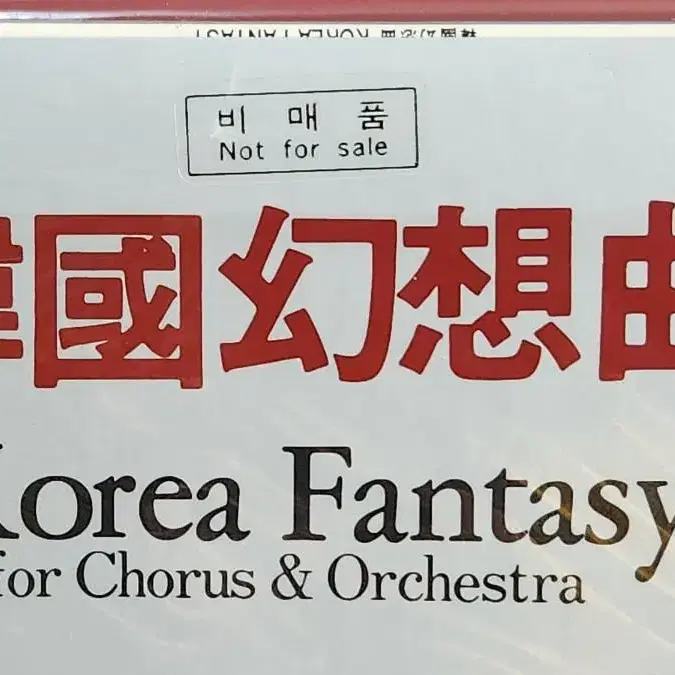 비 매 품
Not for sale
國幻想曲
Korea Fantasy
for Chorus & Orchestra